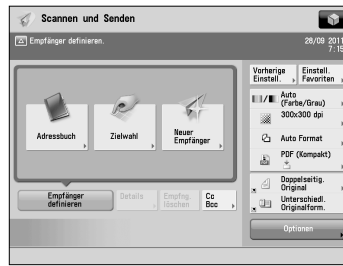 Scannen und Senden
Empfänger definieren.
28/09 2011
7:15
Vorherige Einstell.
Einstell. Favoriten
Auto (Farbe/Grau)
300x300 dpi
Auto Format
PDF (Kompakt)
Doppelseitig. Original
Unterschiedl. Originalform.
Optionen
Adressbuch
Zielwahl
Neuer Empfänger
Empfänger definieren
Details
Empfng. löschen
Cc Bcc